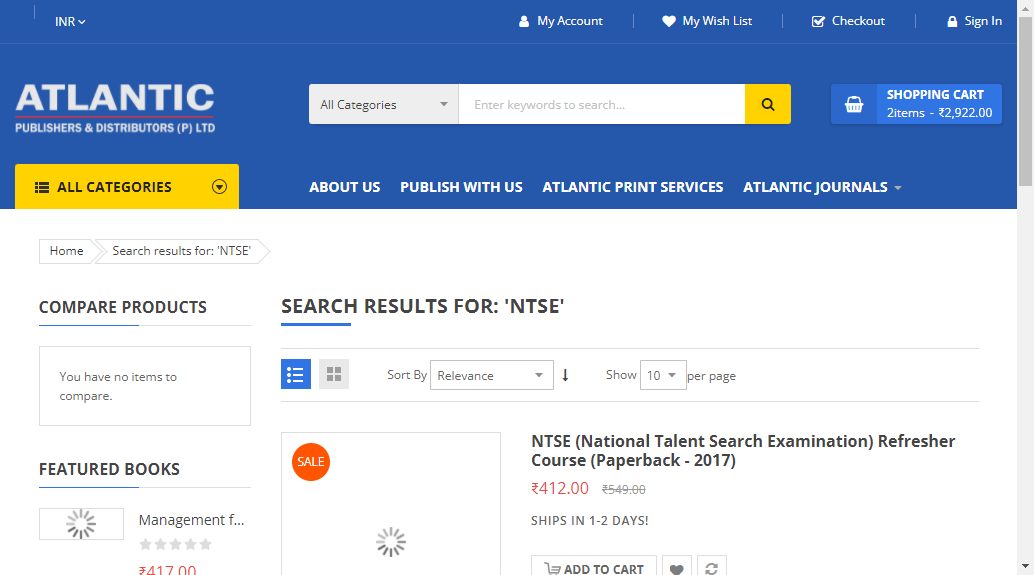 INR
My Account
My Wish List
Checkout
Sign In
ATLANTIC
PUBLISHERS & DISTRIBUTORS (P) LTD
All Categories
Enter keywords to search...
SHOPPING CART
2items - ₹2,922.00
ALL CATEGORIES
ABOUT US
PUBLISH WITH US
ATLANTIC PRINT SERVICES
ATLANTIC JOURNALS
Home
Search results for: 'NTSE'
COMPARE PRODUCTS
You have no items to
compare.
FEATURED BOOKS
Management f...
₹417.00
SEARCH RESULTS FOR: 'NTSE'
Sort By Relevance
Show 10 per page
SALE
NTSE (National Talent Search Examination) Refresher
Course (Paperback - 2017)
₹412.00 ₹549.00
SHIPS IN 1-2 DAYS!
ADD TO CART